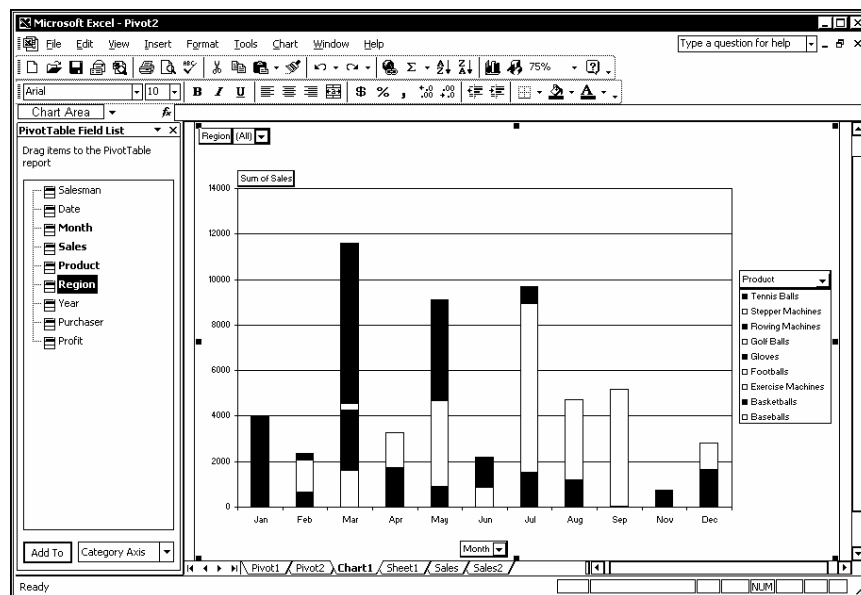 Microsoft Excel - Pivot2
File Edit View Insert Format Tools Chart Window Help
Type a question for help
75%
Arial 10 B I U $ % ,
Chart Area fx
PivotTable Field List
Drag items to the PivotTable
report
Salesman
Date
Month
Sales
Product
Region
Year
Purchaser
Profit
Add To Category Axis
Region (All)
Sum of Sales
14000
12000
10000
8000
6000
4000
2000
0
Jan Feb Mar Apr May Jun Jul Aug Sep Nov Dec
Month
Product
Tennis Balls
Stepper Machines
Rowing Machines
Golf Balls
Gloves
Footballs
Exercise Machines
Basketballs
Baseballs
Pivot1 Pivot2 Chart1 Sheet1 Sales Sales2
Ready NUM